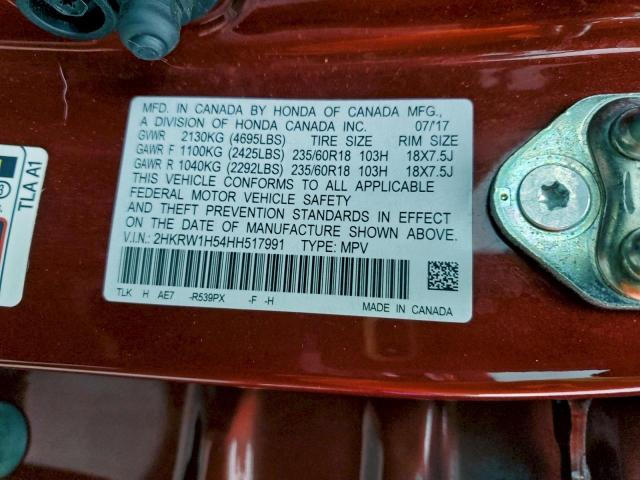 MFD. IN CANADA BY HONDA OF CANADA MFG.,
A DIVISION OF HONDA CANADA INC. 07/17
GVWR 2130KG (4695LBS) TIRE SIZE RIM SIZE
GAWR F 1100KG (2425LBS) 235/60R18 103H 18X7.5J
GAWR R 1040KG (2292LBS) 235/60R18 103H 18X7.5J
THIS VEHICLE CONFORMS TO ALL APPLICABLE
FEDERAL MOTOR VEHICLE SAFETY
AND THEFT PREVENTION STANDARDS IN EFFECT
ON THE DATE OF MANUFACTURE SHOWN ABOVE.
V.I.N.: 2HKRW1H54HH517991 TYPE: MPV
TLK H AE7 -R539PX -F -H
MADE IN CANADA
TLA A1